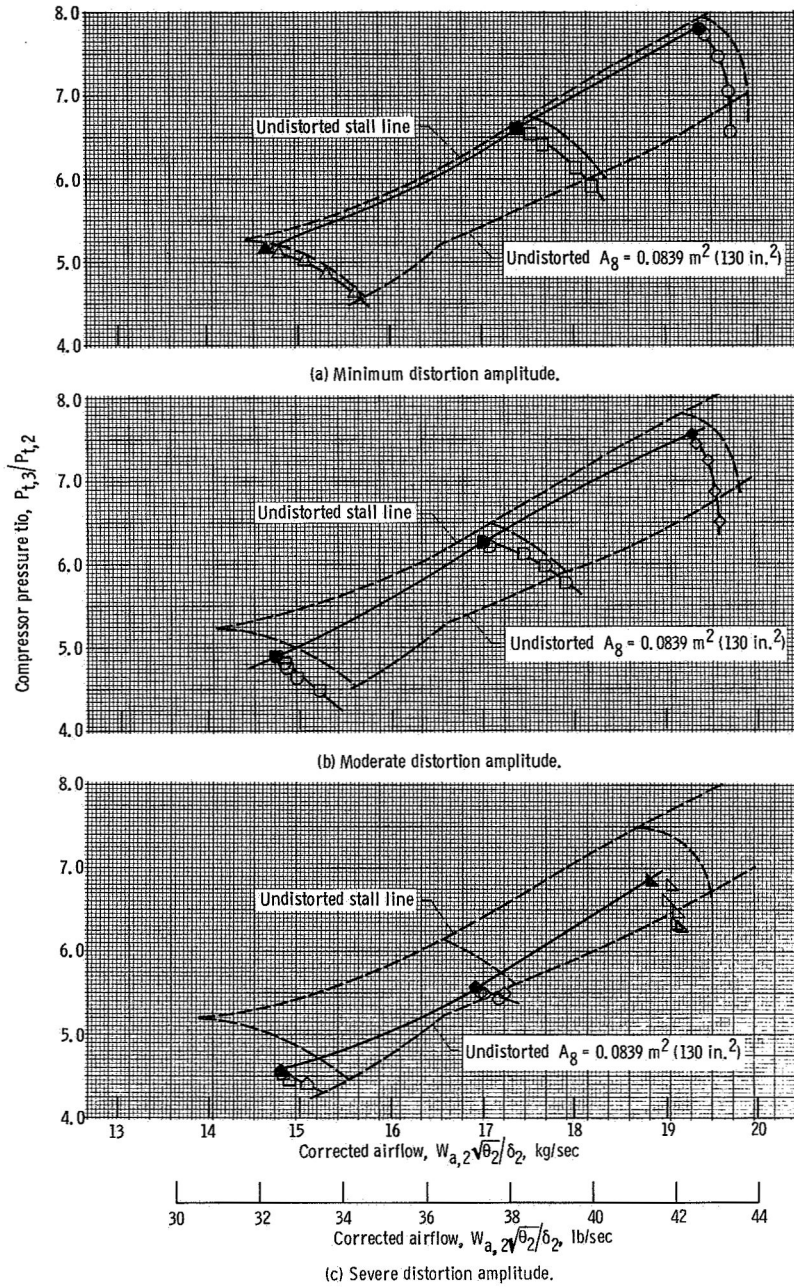 8.0
7.0
6.0
5.0
4.0
Undistorted stall line
Undistorted A8 = 0.0839 m² (130 in.²)
(a) Minimum distortion amplitude.
Compressor pressure tio, Pt,3/Pt,2
8.0
7.0
6.0
5.0
4.0
Undistorted stall line
Undistorted A8 = 0.0839 m² (130 in.²)
(b) Moderate distortion amplitude.
8.0
7.0
6.0
5.0
4.0
Undistorted stall line
Undistorted A8 = 0.0839 m² (130 in.²)
13 14 15 16 17 18 19 20
Corrected airflow, Wa,2√θ2/δ2, kg/sec
30 32 34 36 38 40 42 44
Corrected airflow, Wa,2√θ2/δ2, lb/sec
(c) Severe distortion amplitude.